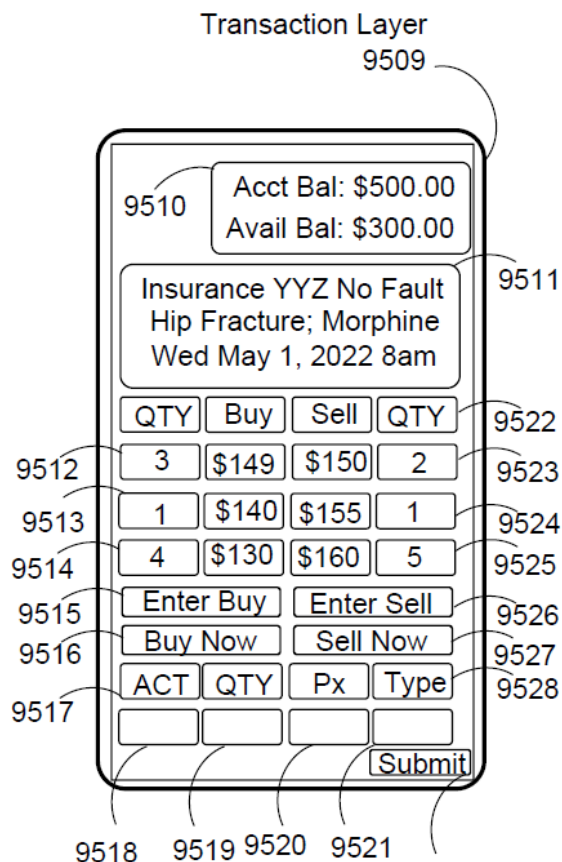 Transaction Layer
9509
9510
Acct Bal: $500.00
Avail Bal: $300.00
9511
Insurance YYZ No Fault
Hip Fracture; Morphine
Wed May 1, 2022 8am
QTY Buy Sell QTY 9522
9512 3 $149 $150 2 9523
9513 1 $140 $155 1 9524
9514 4 $130 $160 5 9525
9515 Enter Buy Enter Sell 9526
9516 Buy Now Sell Now 9527
9517 ACT QTY Px Type 9528
Submit
9518 9519 9520 9521